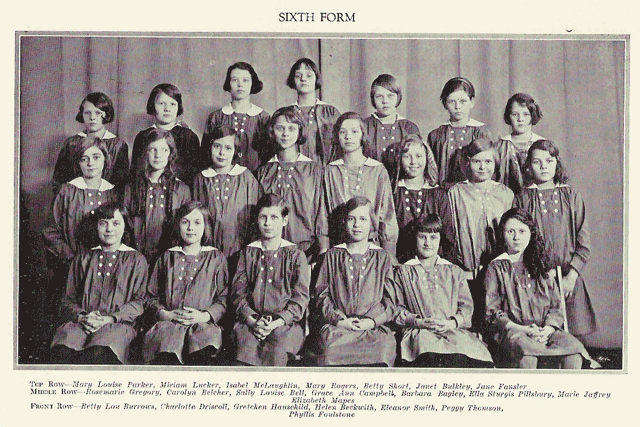 SIXTH FORM
Top Row—Mary Louise Parker, Miriam Lucker, Isabel McLaughlin, Mary Rogers, Betty Short, Janet Bulkley, Jane Fansler
Middle Row—Rosemarie Gregory, Carolyn Belcher, Sally Louise Bell, Grace Ann Campbell, Barbara Bagley, Ella Sturgis Pillsbury, Marie Jaffrey
Elizabeth Mapes
Front Row—Betty Lou Burrows, Charlotte Driscoll, Gretchen Hauschild, Helen Beckwith, Eleanor Smith, Peggy Thomson,
Phyllis Foulstone